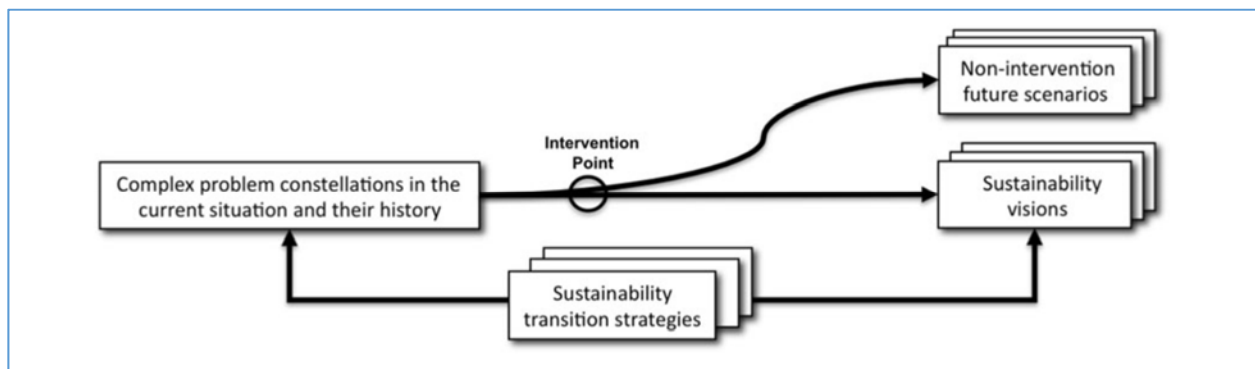 Non-intervention
future scenarios
Intervention
Point
Complex problem constellations in the
current situation and their history
Sustainability
visions
Sustainability
transition strategies